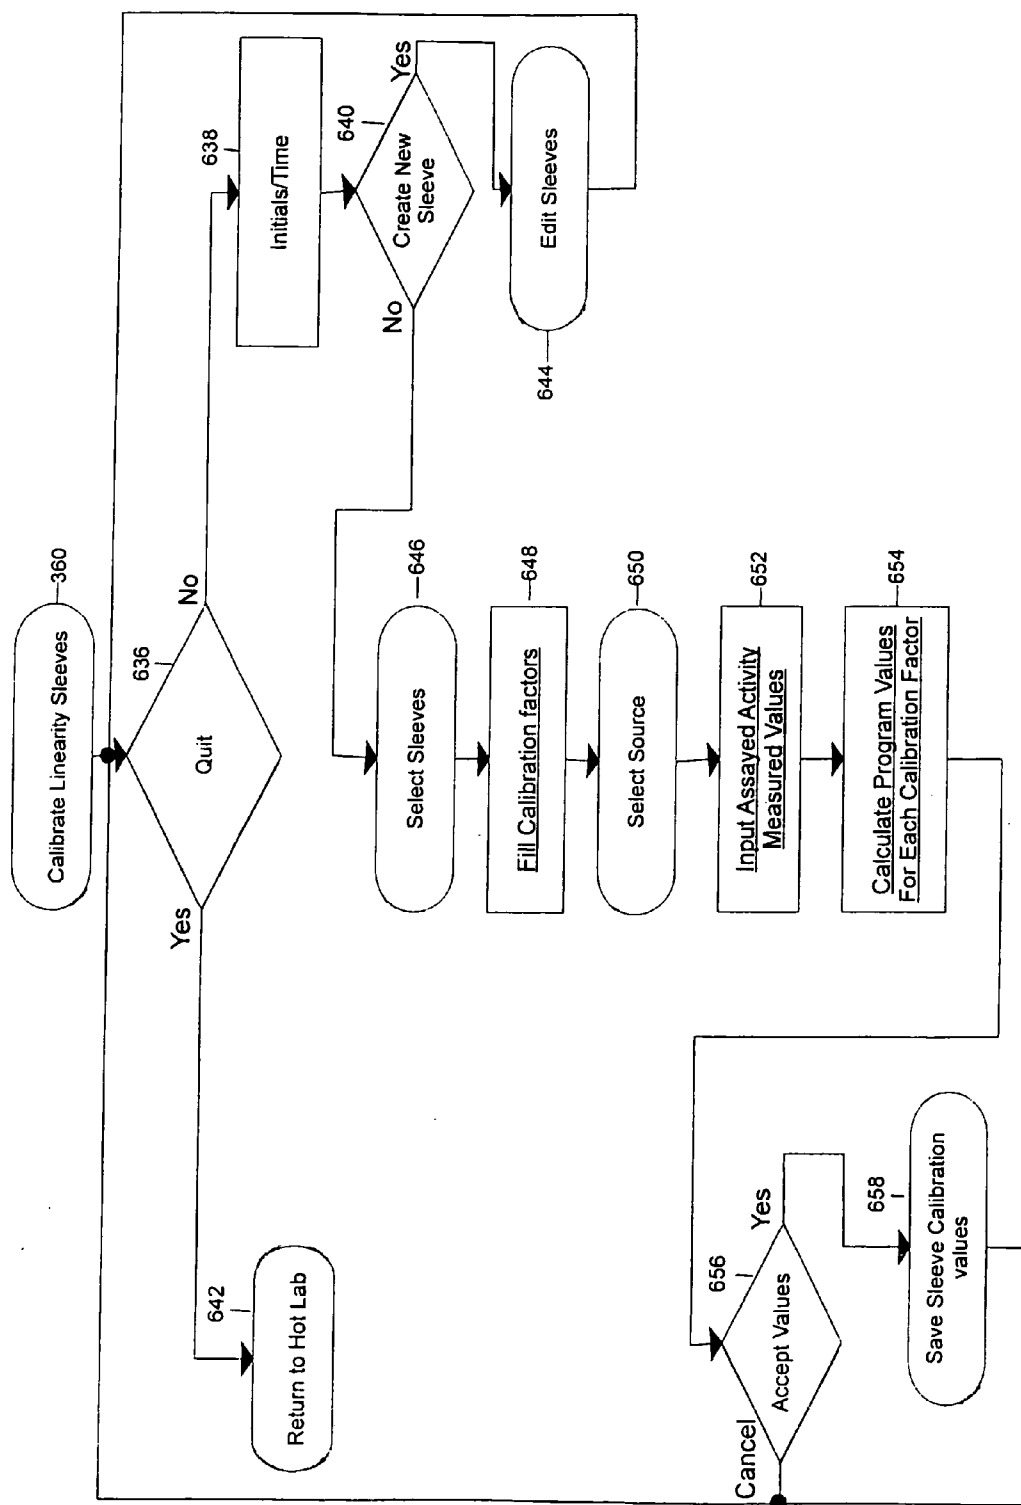 Calibrate Linearity Sleeves
360
Quit
636
Yes
No
642
Return to Hot Lab
638
Initials/Time
640
Create New
Sleeve
Yes
No
644
Edit Sleeves
Select Sleeves
646
Fill Calibration factors
648
Select Source
650
Input Assayed Activity
Measured Values
652
Calculate Program Values
For Each Calibration Factor
654
656
Accept Values
Cancel
Yes
658
Save Sleeve Calibration
values